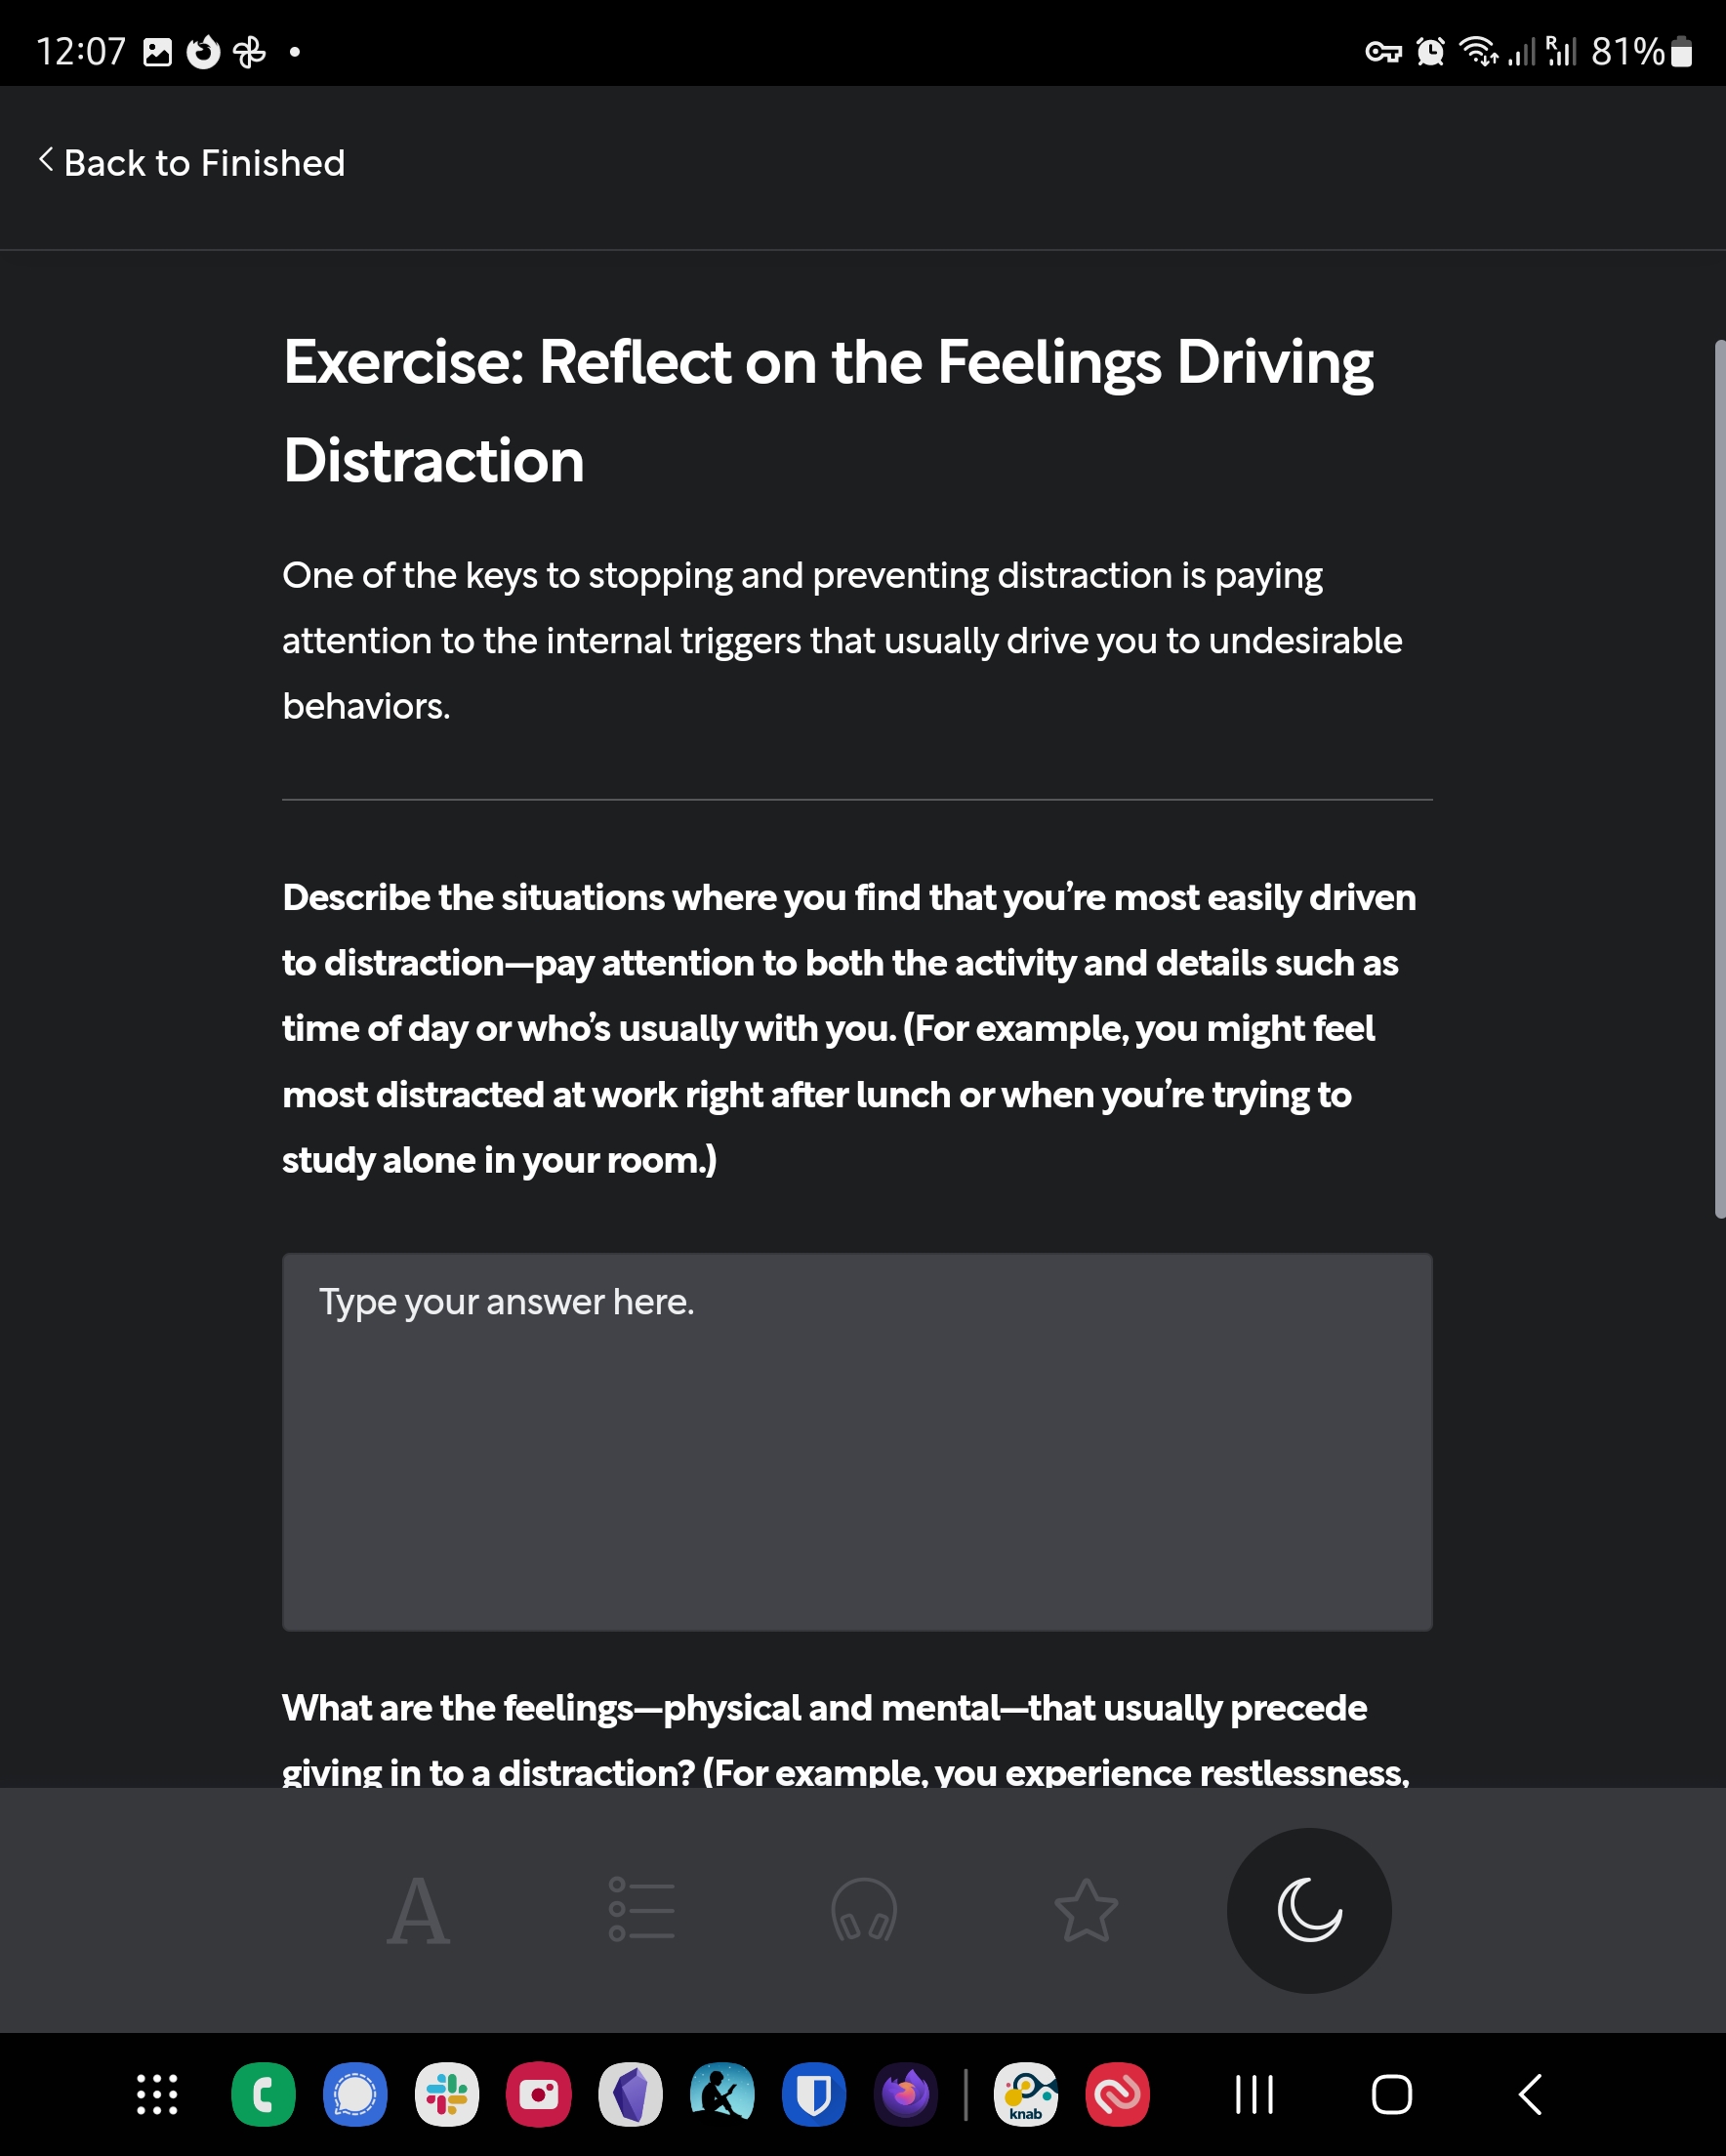 12:07
R
81%
Back to Finished
Exercise: Reflect on the Feelings Driving
Distraction
One of the keys to stopping and preventing distraction is paying
attention to the internal triggers that usually drive you to undesirable
behaviors.
Describe the situations where you find that you’re most easily driven
to distraction—pay attention to both the activity and details such as
time of day or who’s usually with you. (For example, you might feel
most distracted at work right after lunch or when you’re trying to
study alone in your room.)
Type your answer here.
What are the feelings—physical and mental—that usually precede
giving in to a distraction? (For example, you experience restlessness,
A
knab